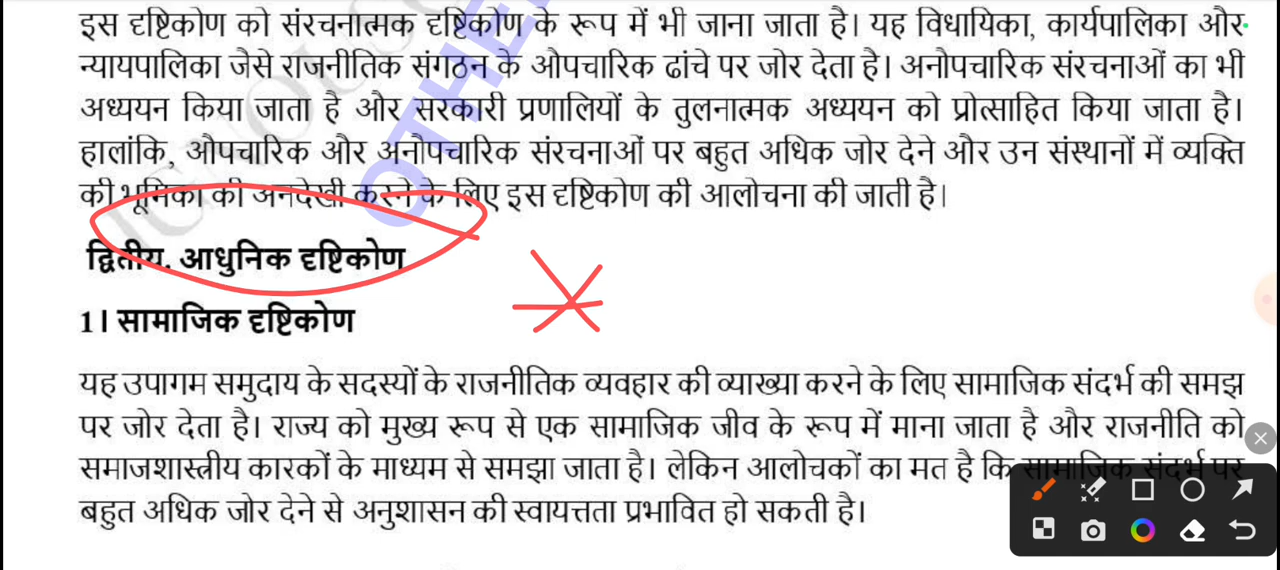 इस दृष्टिकोण को संरचनात्मक दृष्टिकोण के रूप में भी जाना जाता है। यह विधायिका, कार्यपालिका और
न्यायपालिका जैसे राजनीतिक संगठन के औपचारिक ढांचे पर जोर देता है। अनौपचारिक संरचनाओं का भी
अध्ययन किया जाता है और सरकारी प्रणालियों के तुलनात्मक अध्ययन को प्रोत्साहित किया जाता है।
हालांकि, औपचारिक और अनौपचारिक संरचनाओं पर बहुत अधिक जोर देने और उन संस्थानों में व्यक्ति
की भूमिका की अनदेखी करने के लिए इस दृष्टिकोण की आलोचना की जाती है।
द्वितीय. आधुनिक दृष्टिकोण
1। सामाजिक दृष्टिकोण
यह उपागम समुदाय के सदस्यों के राजनीतिक व्यवहार की व्याख्या करने के लिए सामाजिक संदर्भ की समझ
पर जोर देता है। राज्य को मुख्य रूप से एक सामाजिक जीव के रूप में माना जाता है और राजनीति को
समाजशास्त्रीय कारकों के माध्यम से समझा जाता है। लेकिन आलोचकों का मत है कि सामाजिक संदर्भ पर
बहुत अधिक जोर देने से अनुशासन की स्वायत्तता प्रभावित हो सकती है।